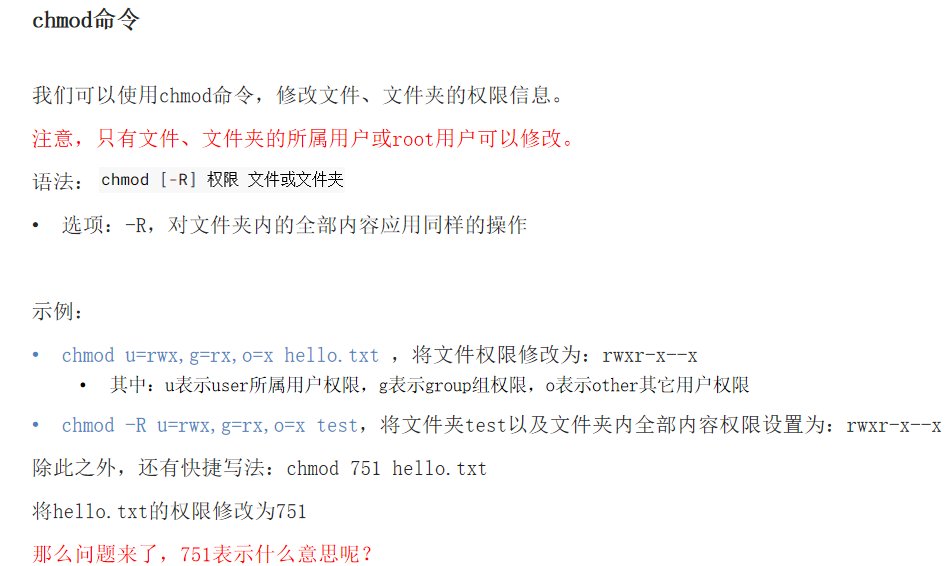 chmod命令
我们可以使用chmod命令，修改文件、文件夹的权限信息。
注意，只有文件、文件夹的所属用户或root用户可以修改。
语法：chmod [-R] 权限 文件或文件夹
• 选项：-R，对文件夹内的全部内容应用同样的操作
示例：
• chmod u=rwx,g=rx,o=x hello.txt ，将文件权限修改为：rwxr-x--x
• 其中：u表示user所属用户权限，g表示group组权限，o表示other其它用户权限
• chmod -R u=rwx,g=rx,o=x test，将文件夹test以及文件夹内全部内容权限设置为：rwxr-x--x
除此之外，还有快捷写法：chmod 751 hello.txt
将hello.txt的权限修改为751
那么问题来了，751表示什么意思呢？